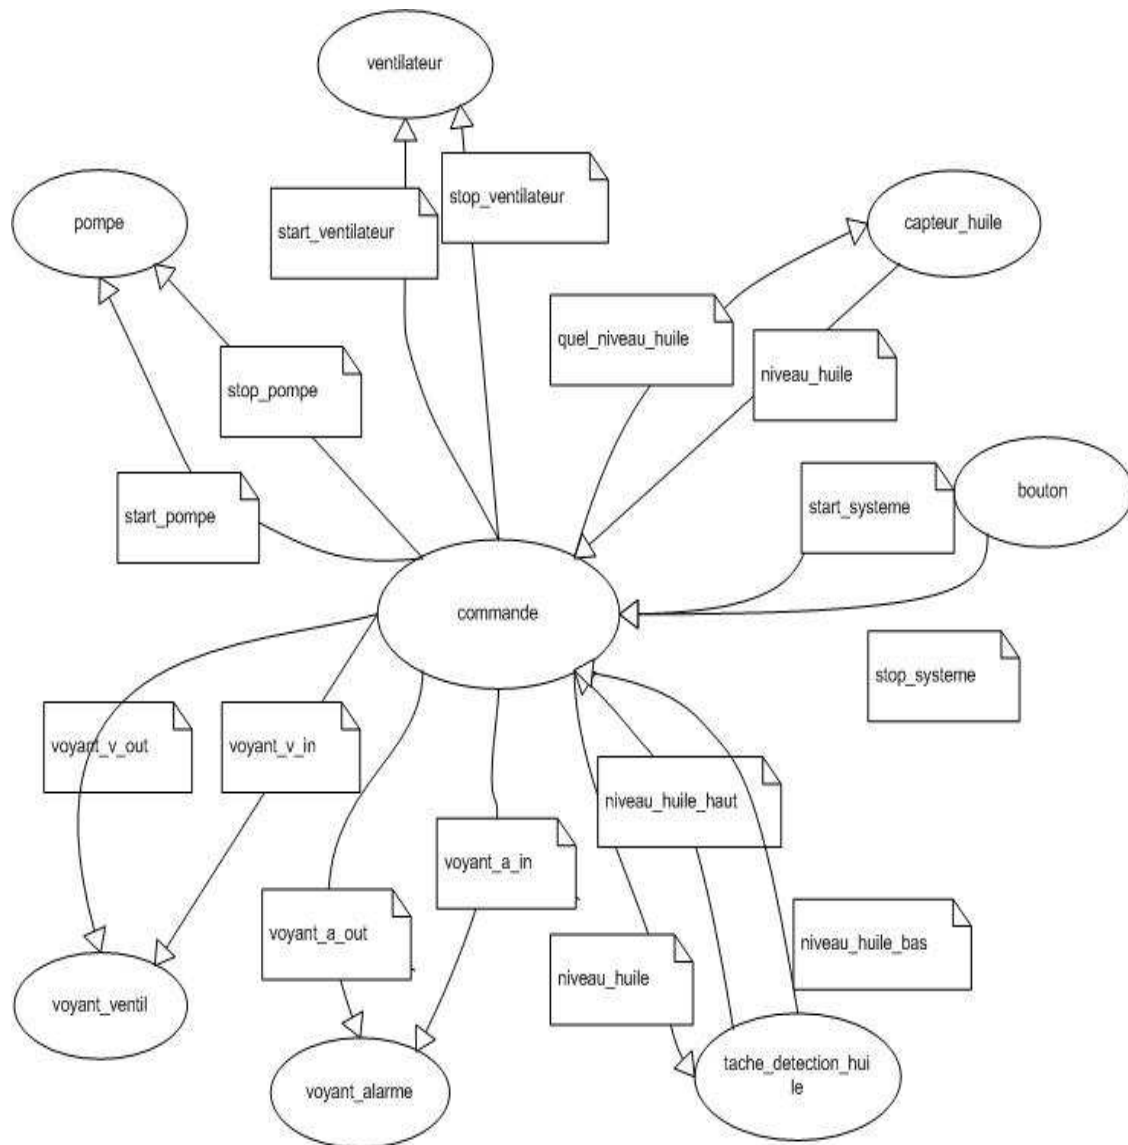 ventilateur
stop_ventilateur
start_ventilateur
pompe
capteur_huile
quel_niveau_huile
niveau_huile
stop_pompe
start_pompe
start_systeme
bouton
commande
stop_systeme
voyant_v_out
voyant_v_in
niveau_huile_haut
voyant_a_in
voyant_a_out
niveau_huile_bas
niveau_huile
voyant_ventil
voyant_alarme
tache_detection_hui
le